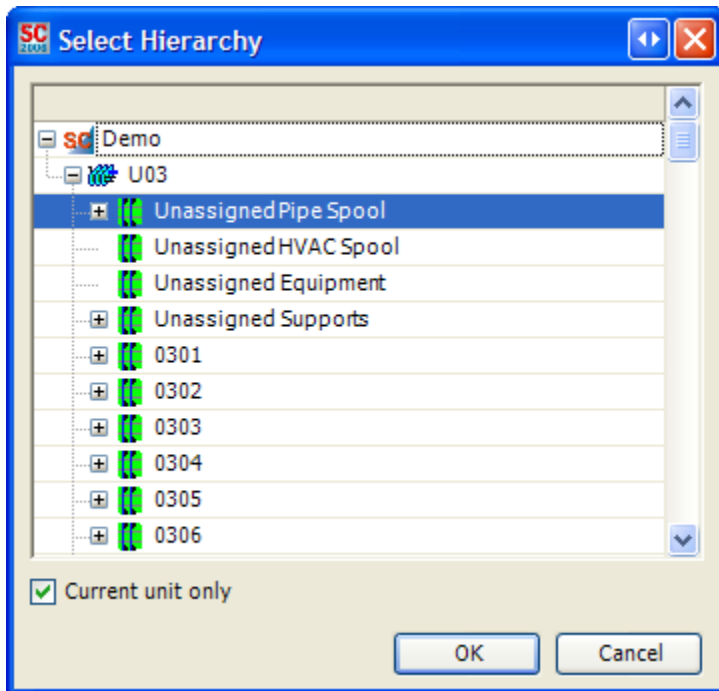 SC
2008
Select Hierarchy
SC Demo
U03
Unassigned Pipe Spool
Unassigned HVAC Spool
Unassigned Equipment
Unassigned Supports
0301
0302
0303
0304
0305
0306
Current unit only
OK
Cancel